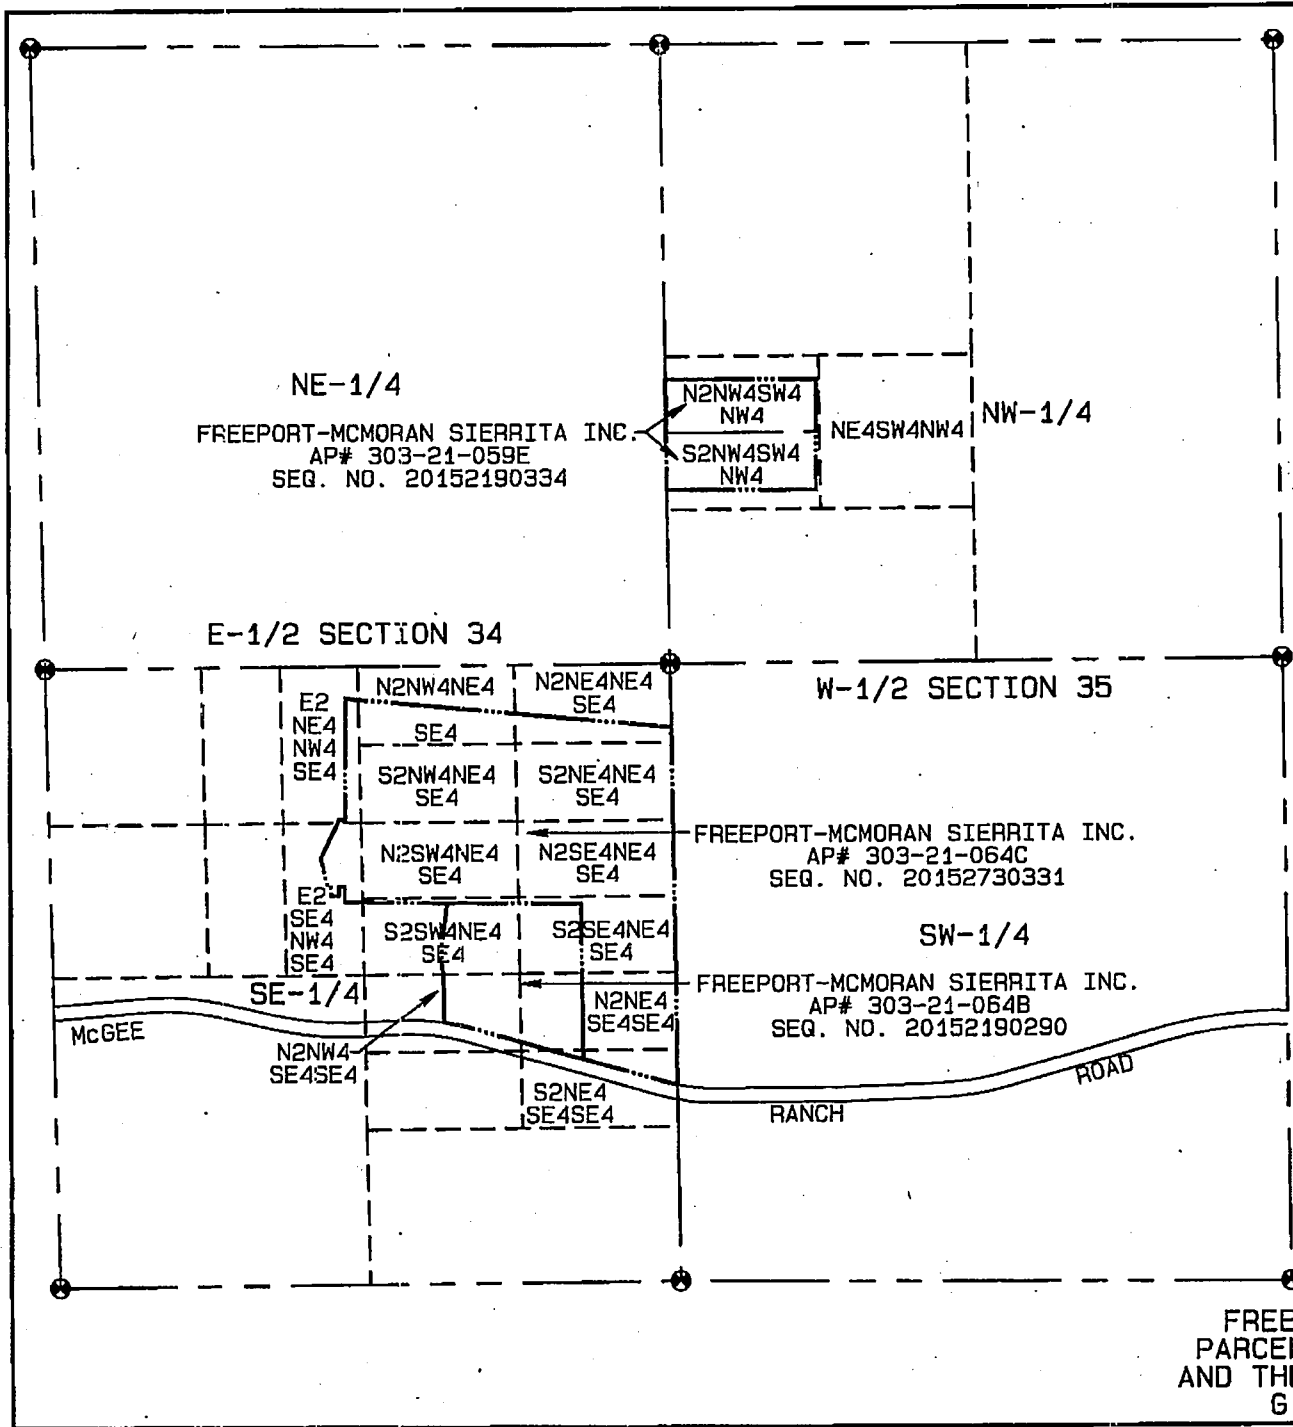 NE-1/4
FREEPORT-MCMORAN SIERRITA INC.
AP# 303-21-059E
SEQ. NO. 20152190334
N2NW4SW4
NW4
S2NW4SW4
NW4
NE4SW4NW4
NW-1/4
E-1/2 SECTION 34
W-1/2 SECTION 35
E2
NE4
NW4
SE4
N2NW4NE4
SE4
N2NE4NE4
SE4
S2NW4NE4
SE4
S2NE4NE4
SE4
N2SW4NE4
SE4
N2SE4NE4
SE4
FREEPORT-MCMORAN SIERRITA INC.
AP# 303-21-064C
SEQ. NO. 20152730331
E2
SE4
NW4
SE4
S2SW4NE4
SE4
S2SE4NE4
SE4
SW-1/4
SE-1/4
FREEPORT-MCMORAN SIERRITA INC.
AP# 303-21-064B
SEQ. NO. 20152190290
N2NE4
SE4SE4
McGEE
N2NW4
SE4SE4
S2NE4
SE4SE4
RANCH
ROAD
FREE
PARCE
AND TH
G